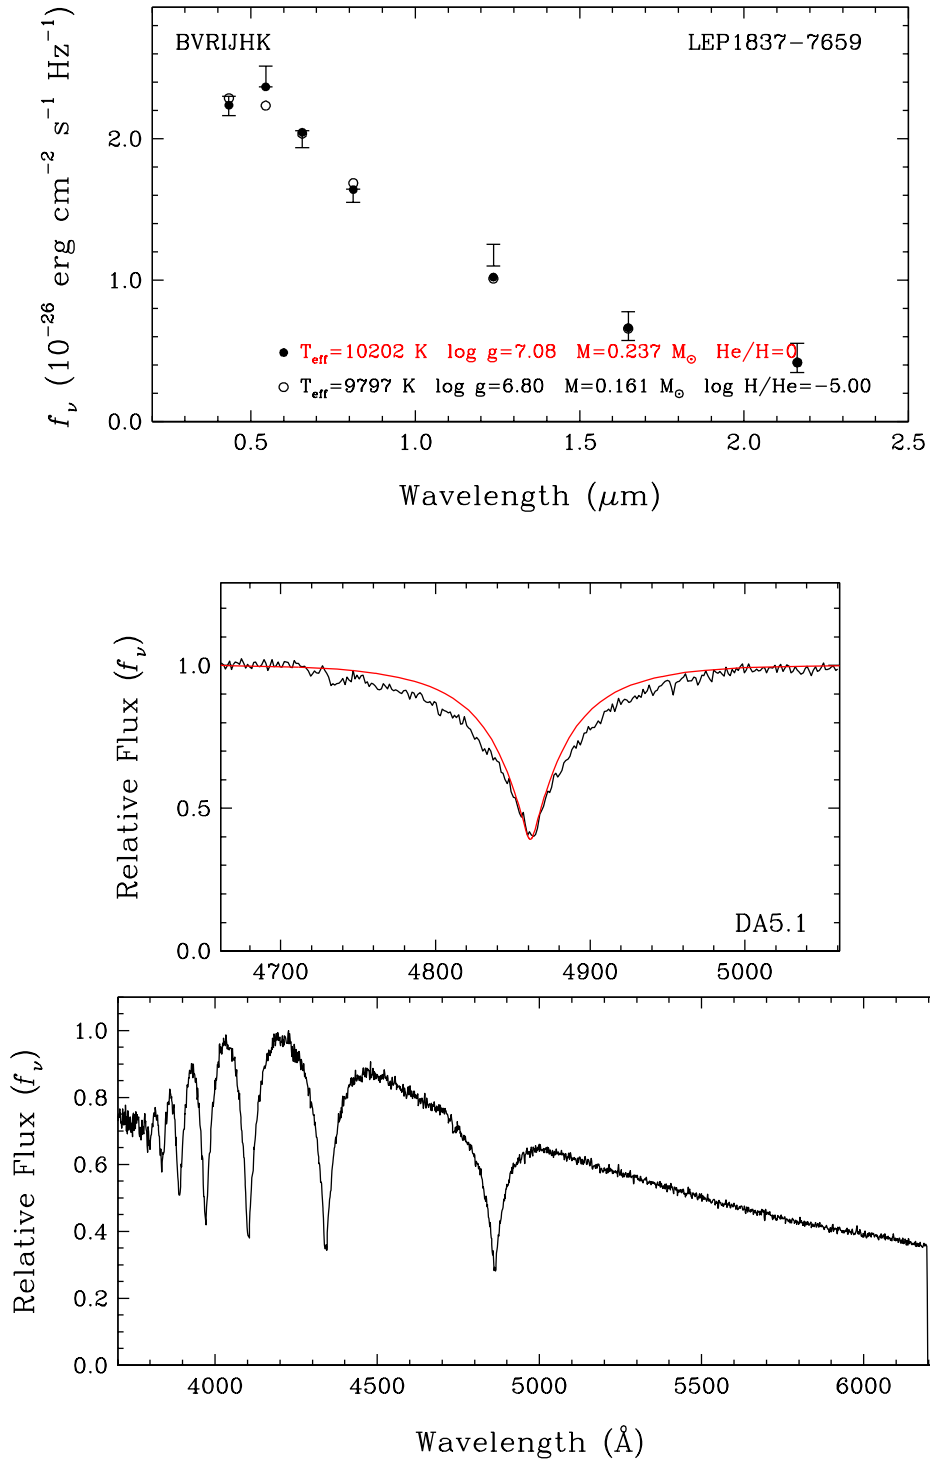 BVRIJHK LEP1837−7659
f_ν (10^−26 erg cm^−2 s^−1 Hz^−1)
2.0
1.0
0.0
T_eff=10202 K log g=7.08 M=0.237 M_⊙ He/H=0
T_eff=9797 K log g=6.80 M=0.161 M_⊙ log H/He=−5.00
0.5 1.0 1.5 2.0 2.5
Wavelength (μm)
Relative Flux (f_ν)
1.0
0.5
0.0
DA5.1
4700 4800 4900 5000
Relative Flux (f_ν)
1.0
0.8
0.6
0.4
0.2
0.0
4000 4500 5000 5500 6000
Wavelength (Å)